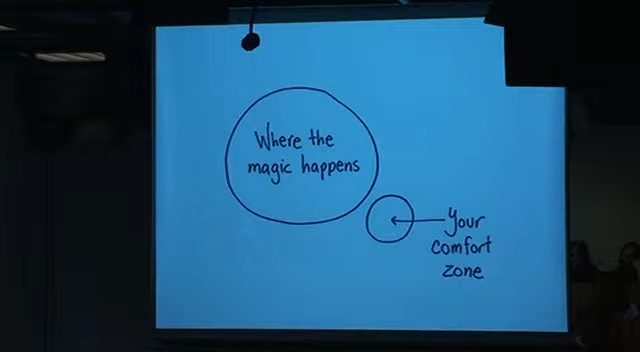 Where the
magic happens
Your
comfort
zone